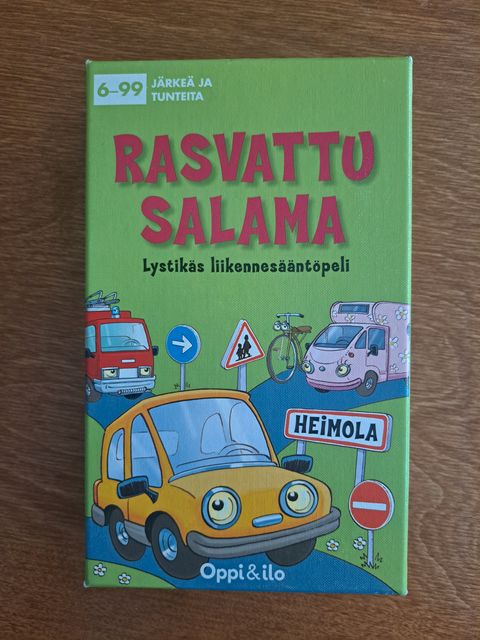 6–99
JÄRKEÄ JA
TUNTEITA
RASVATTU
SALAMA
Lystikäs liikennesääntöpeli
HEiMOLA
Oppi&ilo